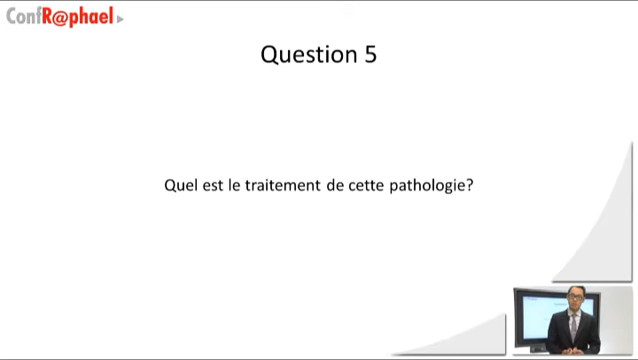 ConfR@phael
Question 5
Quel est le traitement de cette pathologie?